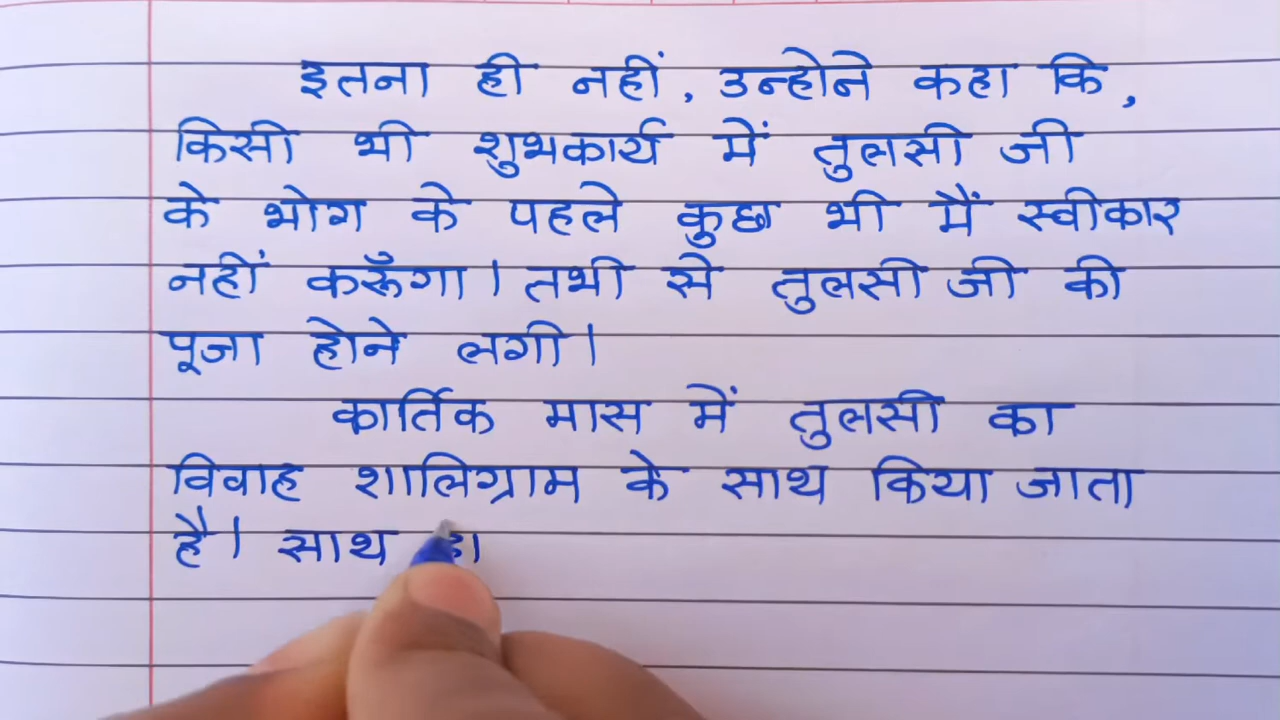 इतना ही नहीं, उन्होने कहा कि,
किसी भी शुभकार्य में तुलसी जी
के भोग के पहले कुछ भी मैं स्वीकार
नहीं करूँगा। तभी से तुलसी जी की
पूजा होने लगी।
कार्तिक मास में तुलसी का
विवाह शालिग्राम के साथ किया जाता
है। साथ